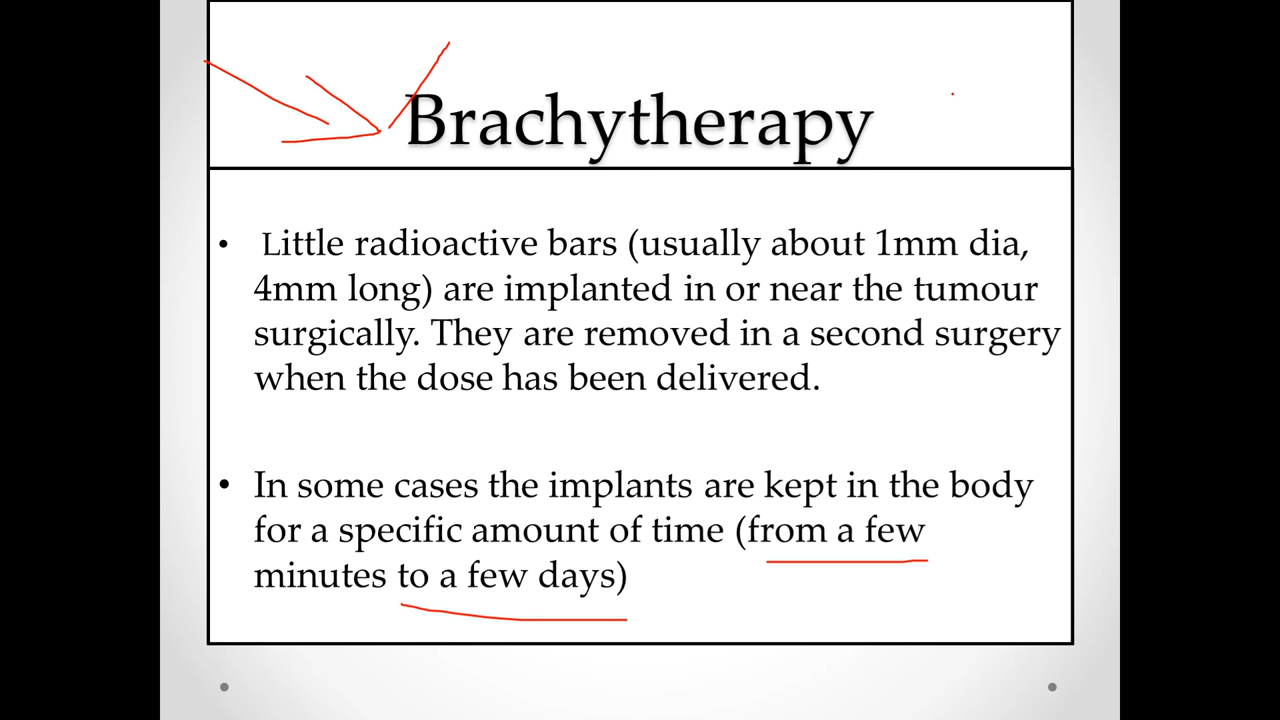 Brachytherapy
• Little radioactive bars (usually about 1mm dia,
4mm long) are implanted in or near the tumour
surgically. They are removed in a second surgery
when the dose has been delivered.
• In some cases the implants are kept in the body
for a specific amount of time (from a few
minutes to a few days)